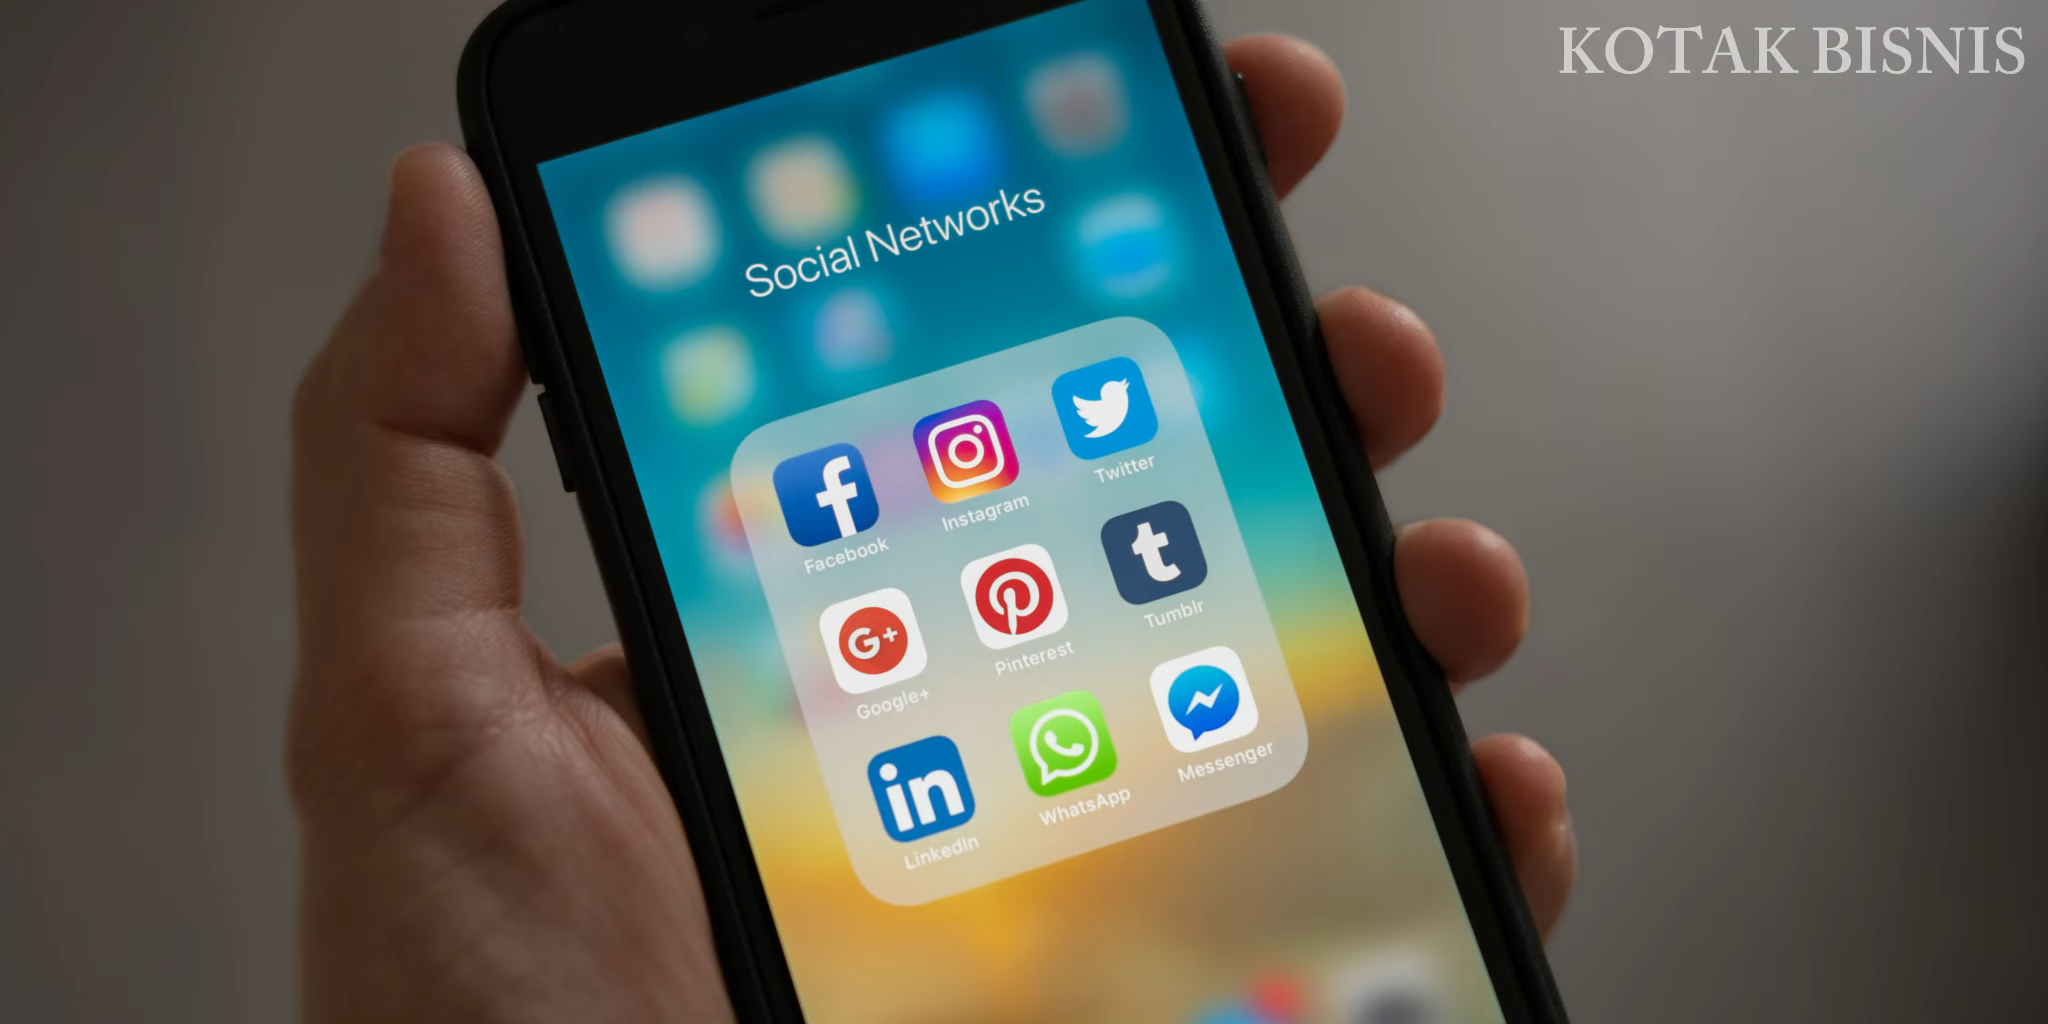 KOTAK BISNIS
Social Networks
Facebook
Instagram
Twitter
Google+
Pinterest
Tumblr
LinkedIn
WhatsApp
Messenger